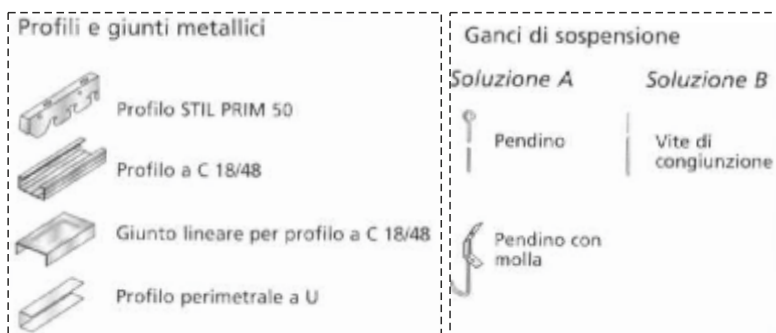 Profili e giunti metallici
Profilo STIL PRIM 50
Profilo a C 18/48
Giunto lineare per profilo a C 18/48
Profilo perimetrale a U
Ganci di sospensione
Soluzione A
Soluzione B
Pendino
Vite di
congiunzione
Pendino con
molla